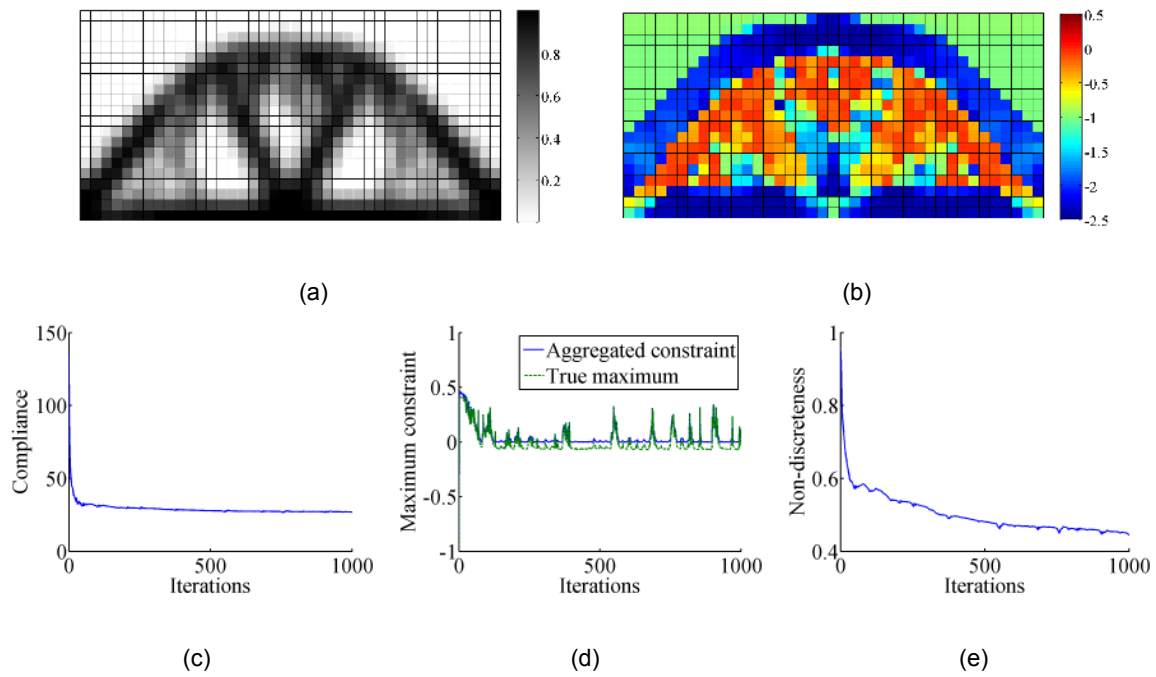 0.8
0.6
0.4
0.2
0.5
0
-0.5
-1
-1.5
-2
-2.5
(a)
(b)
150
100
50
0
Compliance
0
500
1000
Iterations
1
0.5
0
-0.5
-1
Maximum constraint
Aggregated constraint
True maximum
0
500
1000
Iterations
1
0.8
0.6
0.4
Non-discreteness
0
500
1000
Iterations
(c)
(d)
(e)